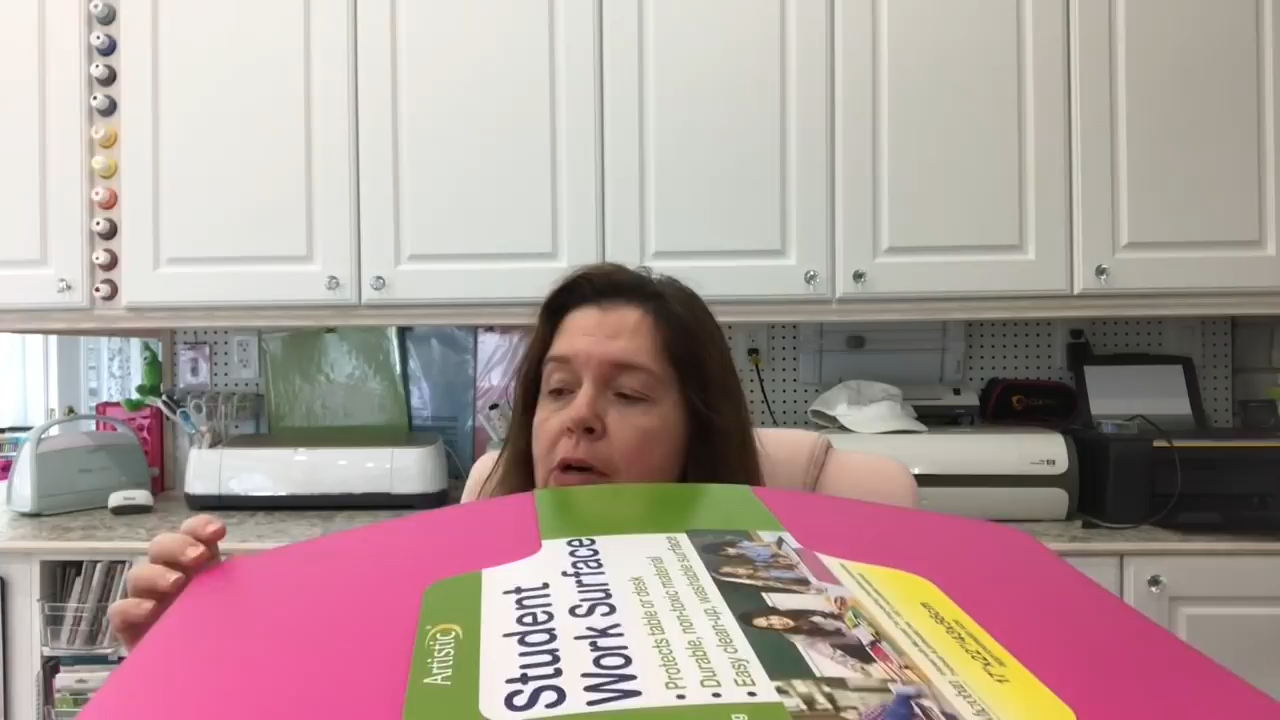 Artistic
Student
Work Surface
• Protects table or desk
• Durable, non-toxic material
• Easy clean-up, washable surface